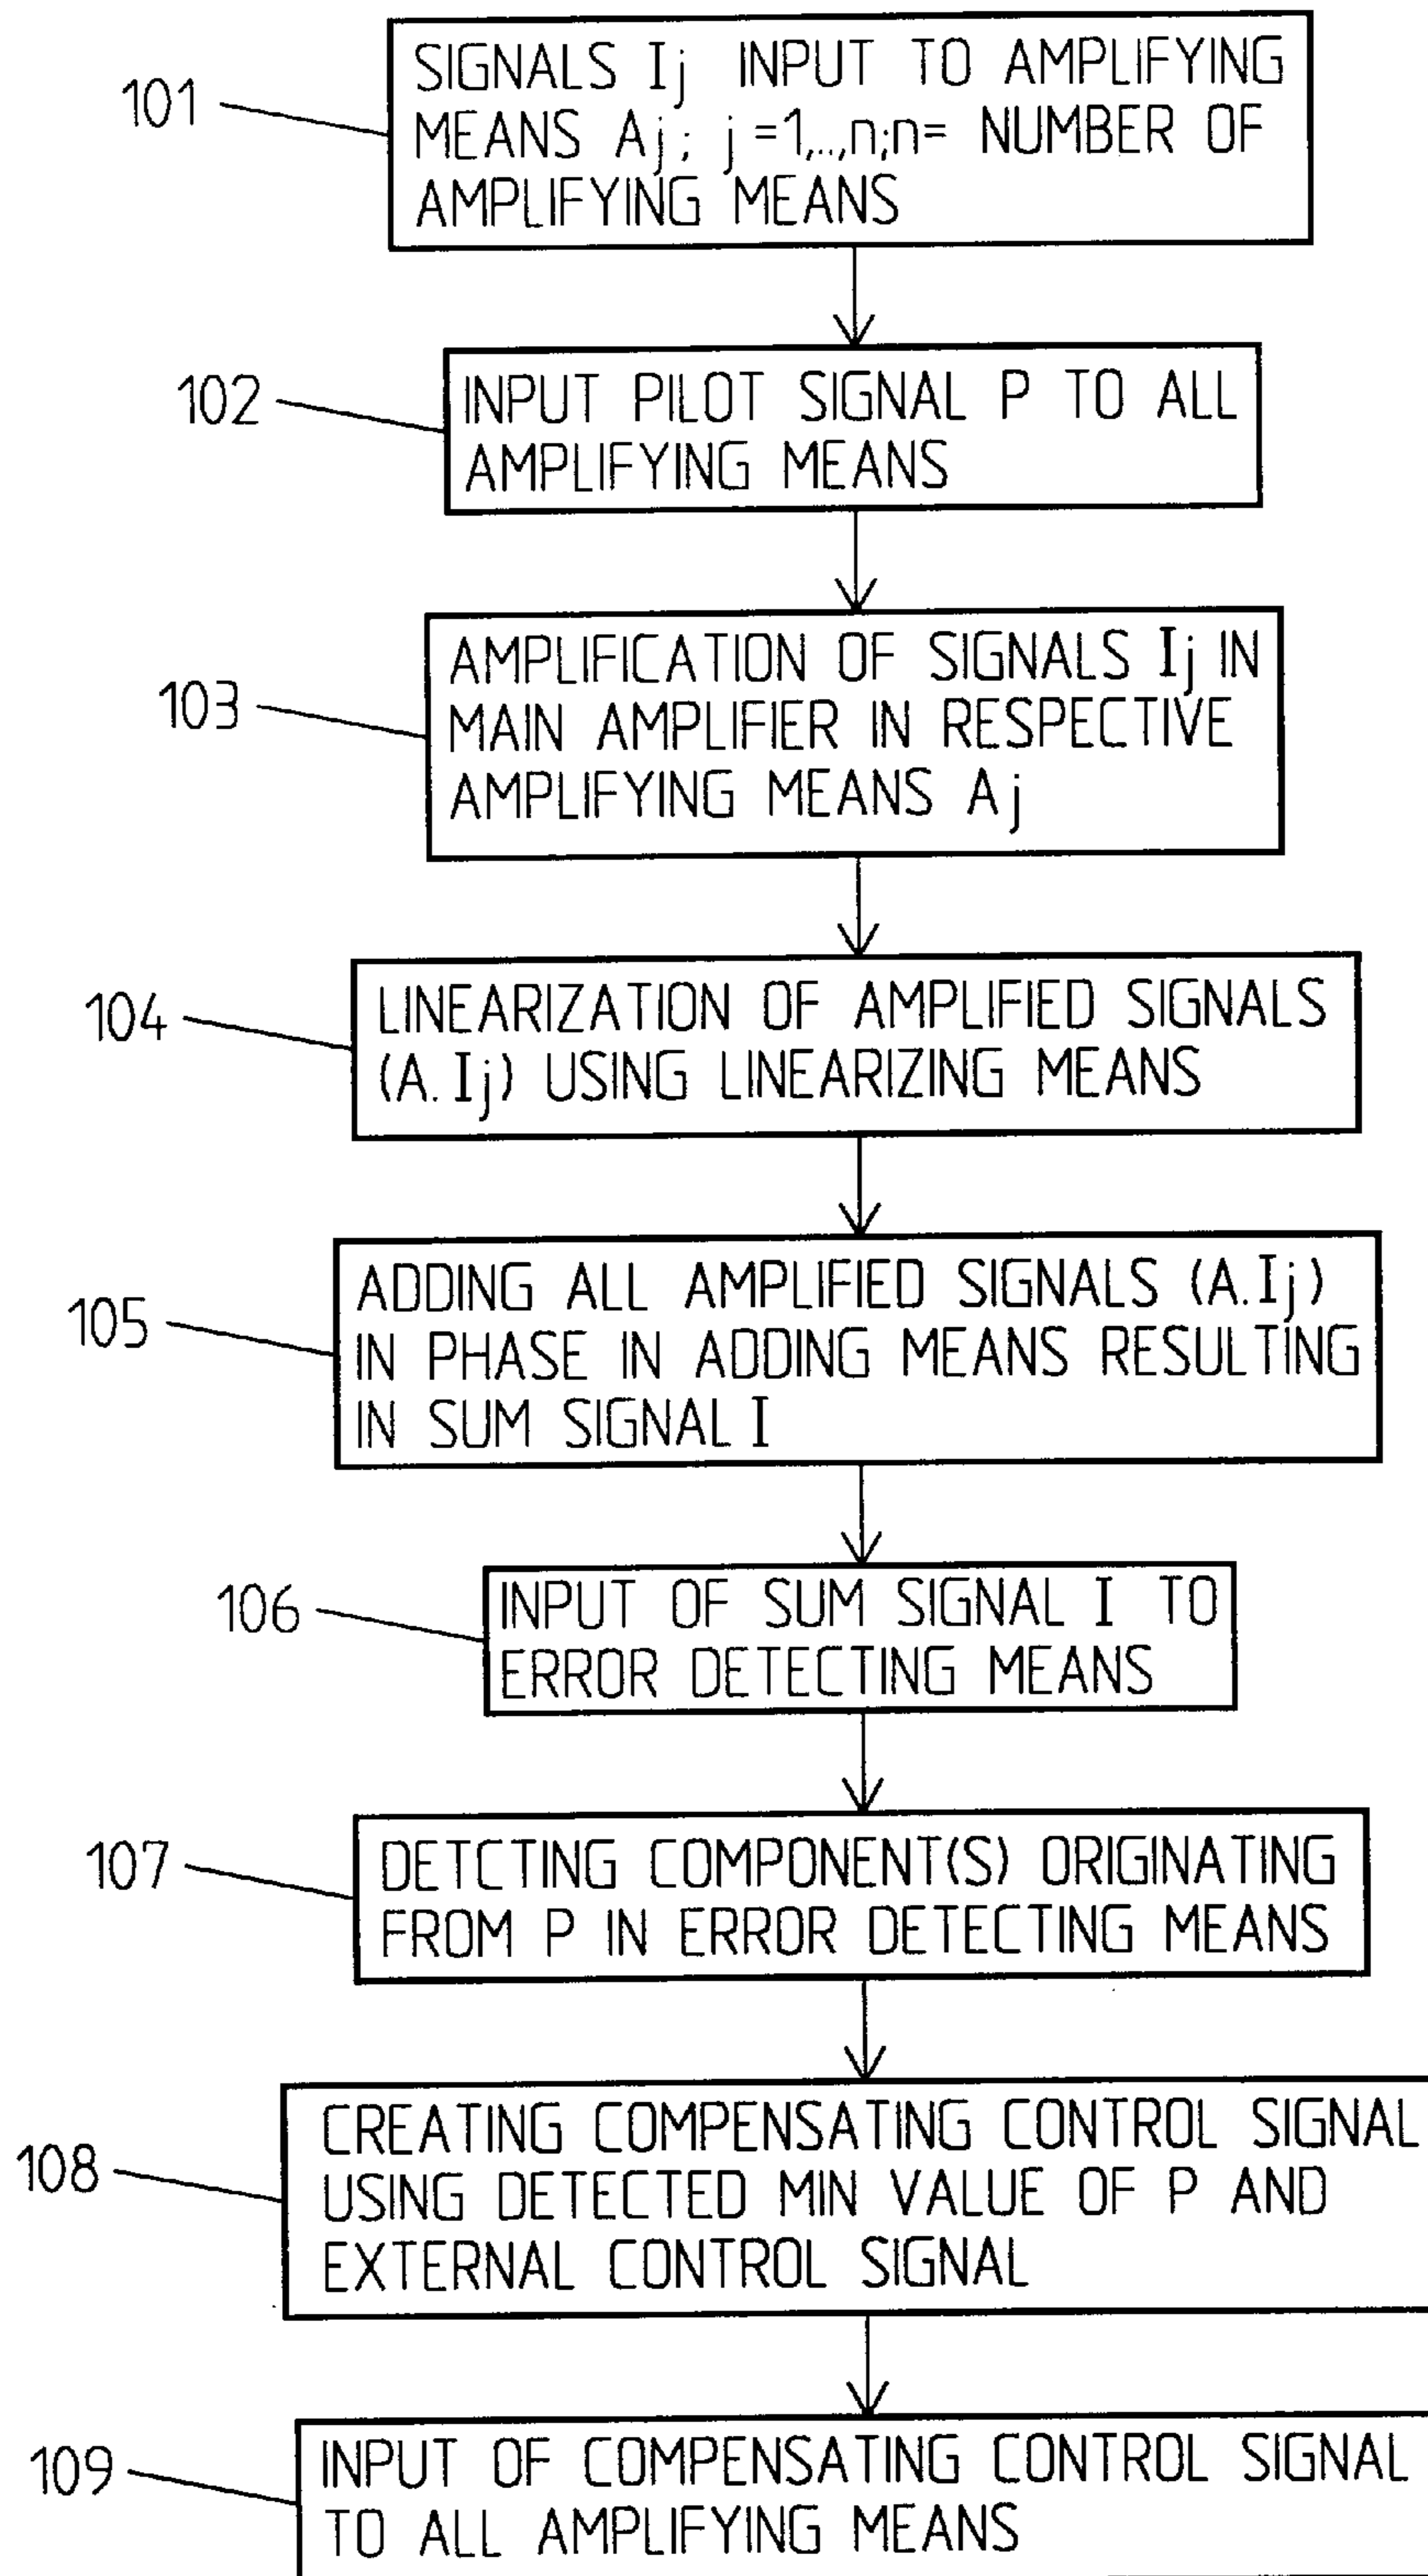 101
SIGNALS Ij INPUT TO AMPLIFYING
MEANS Aj; j=1,..,n;n= NUMBER OF
AMPLIFYING MEANS
102
INPUT PILOT SIGNAL P TO ALL
AMPLIFYING MEANS
103
AMPLIFICATION OF SIGNALS Ij IN
MAIN AMPLIFIER IN RESPECTIVE
AMPLIFYING MEANS Aj
104
LINEARIZATION OF AMPLIFIED SIGNALS
(A.Ij) USING LINEARIZING MEANS
105
ADDING ALL AMPLIFIED SIGNALS (A.Ij)
IN PHASE IN ADDING MEANS RESULTING
IN SUM SIGNAL I
106
INPUT OF SUM SIGNAL I TO
ERROR DETECTING MEANS
107
DETCTING COMPONENT(S) ORIGINATING
FROM P IN ERROR DETECTING MEANS
108
CREATING COMPENSATING CONTROL SIGNAL
USING DETECTED MIN VALUE OF P AND
EXTERNAL CONTROL SIGNAL
109
INPUT OF COMPENSATING CONTROL SIGNAL
TO ALL AMPLIFYING MEANS